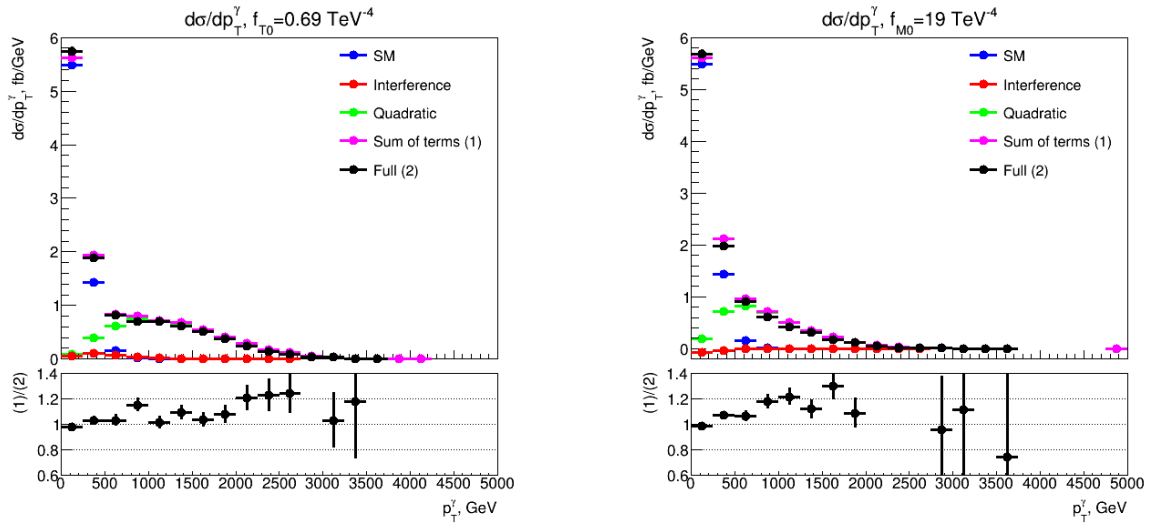 dσ/dp_T^γ, f_T0=0.69 TeV^-4
dσ/dp_T^γ, fb/GeV
6
5
4
3
2
1
0
SM
Interference
Quadratic
Sum of terms (1)
Full (2)
(1)/(2)
1.4
1.2
1
0.8
0.6
0 500 1000 1500 2000 2500 3000 3500 4000 4500 5000
p_T^γ, GeV
dσ/dp_T^γ, f_M0=19 TeV^-4
dσ/dp_T^γ, fb/GeV
6
5
4
3
2
1
0
SM
Interference
Quadratic
Sum of terms (1)
Full (2)
(1)/(2)
1.4
1.2
1
0.8
0.6
0 500 1000 1500 2000 2500 3000 3500 4000 4500 5000
p_T^γ, GeV